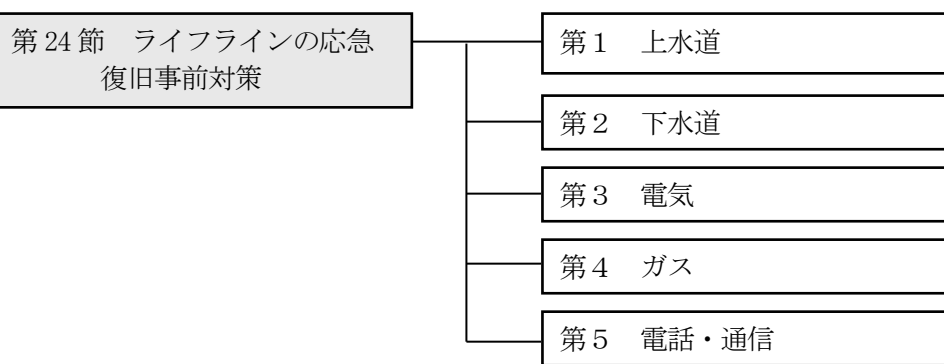 第24節　ライフラインの応急
復旧事前対策
第１　上水道
第２　下水道
第３　電気
第４　ガス
第５　電話・通信